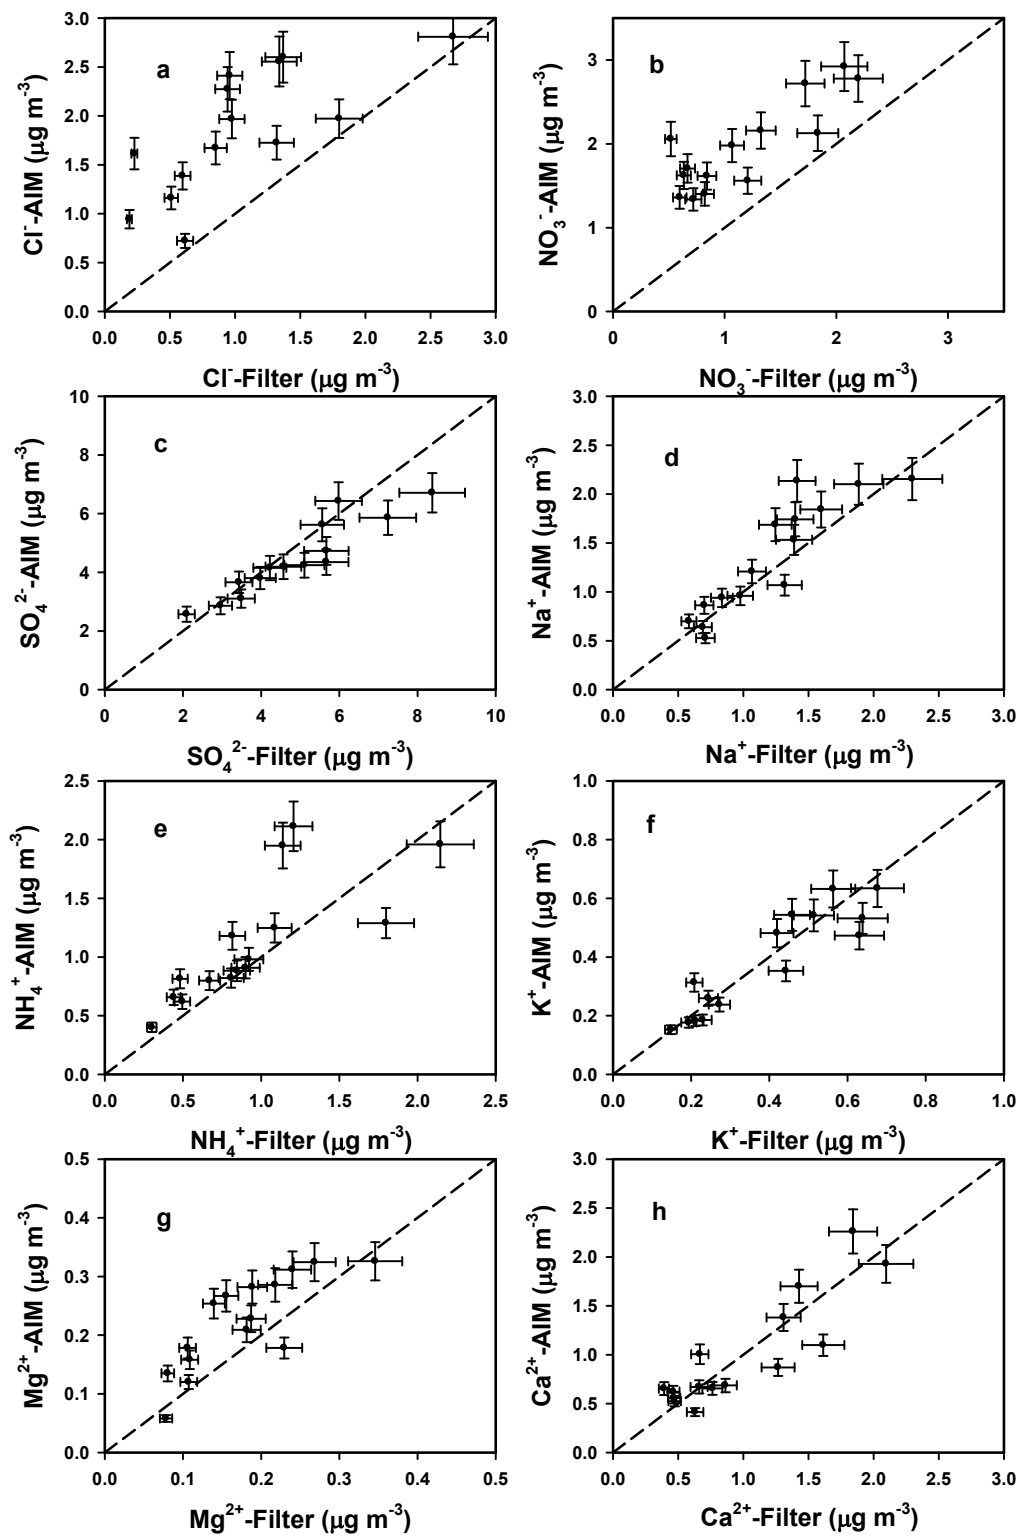 a
Cl⁻-AIM (μg m⁻³)
3.0
2.5
2.0
1.5
1.0
0.5
0.0
0.0 0.5 1.0 1.5 2.0 2.5 3.0
Cl⁻-Filter (μg m⁻³)
b
NO₃⁻-AIM (μg m⁻³)
3
2
1
0
0 1 2 3
NO₃⁻-Filter (μg m⁻³)
c
SO₄²⁻-AIM (μg m⁻³)
10
8
6
4
2
0
0 2 4 6 8 10
SO₄²⁻-Filter (μg m⁻³)
d
Na⁺-AIM (μg m⁻³)
3.0
2.5
2.0
1.5
1.0
0.5
0.0
0.0 0.5 1.0 1.5 2.0 2.5 3.0
Na⁺-Filter (μg m⁻³)
e
NH₄⁺-AIM (μg m⁻³)
2.5
2.0
1.5
1.0
0.5
0.0
0.0 0.5 1.0 1.5 2.0 2.5
NH₄⁺-Filter (μg m⁻³)
f
K⁺-AIM (μg m⁻³)
1.0
0.8
0.6
0.4
0.2
0.0
0.0 0.2 0.4 0.6 0.8 1.0
K⁺-Filter (μg m⁻³)
g
Mg²⁺-AIM (μg m⁻³)
0.5
0.4
0.3
0.2
0.1
0.0
0.0 0.1 0.2 0.3 0.4 0.5
Mg²⁺-Filter (μg m⁻³)
h
Ca²⁺-AIM (μg m⁻³)
3.0
2.5
2.0
1.5
1.0
0.5
0.0
0.0 0.5 1.0 1.5 2.0 2.5 3.0
Ca²⁺-Filter (μg m⁻³)